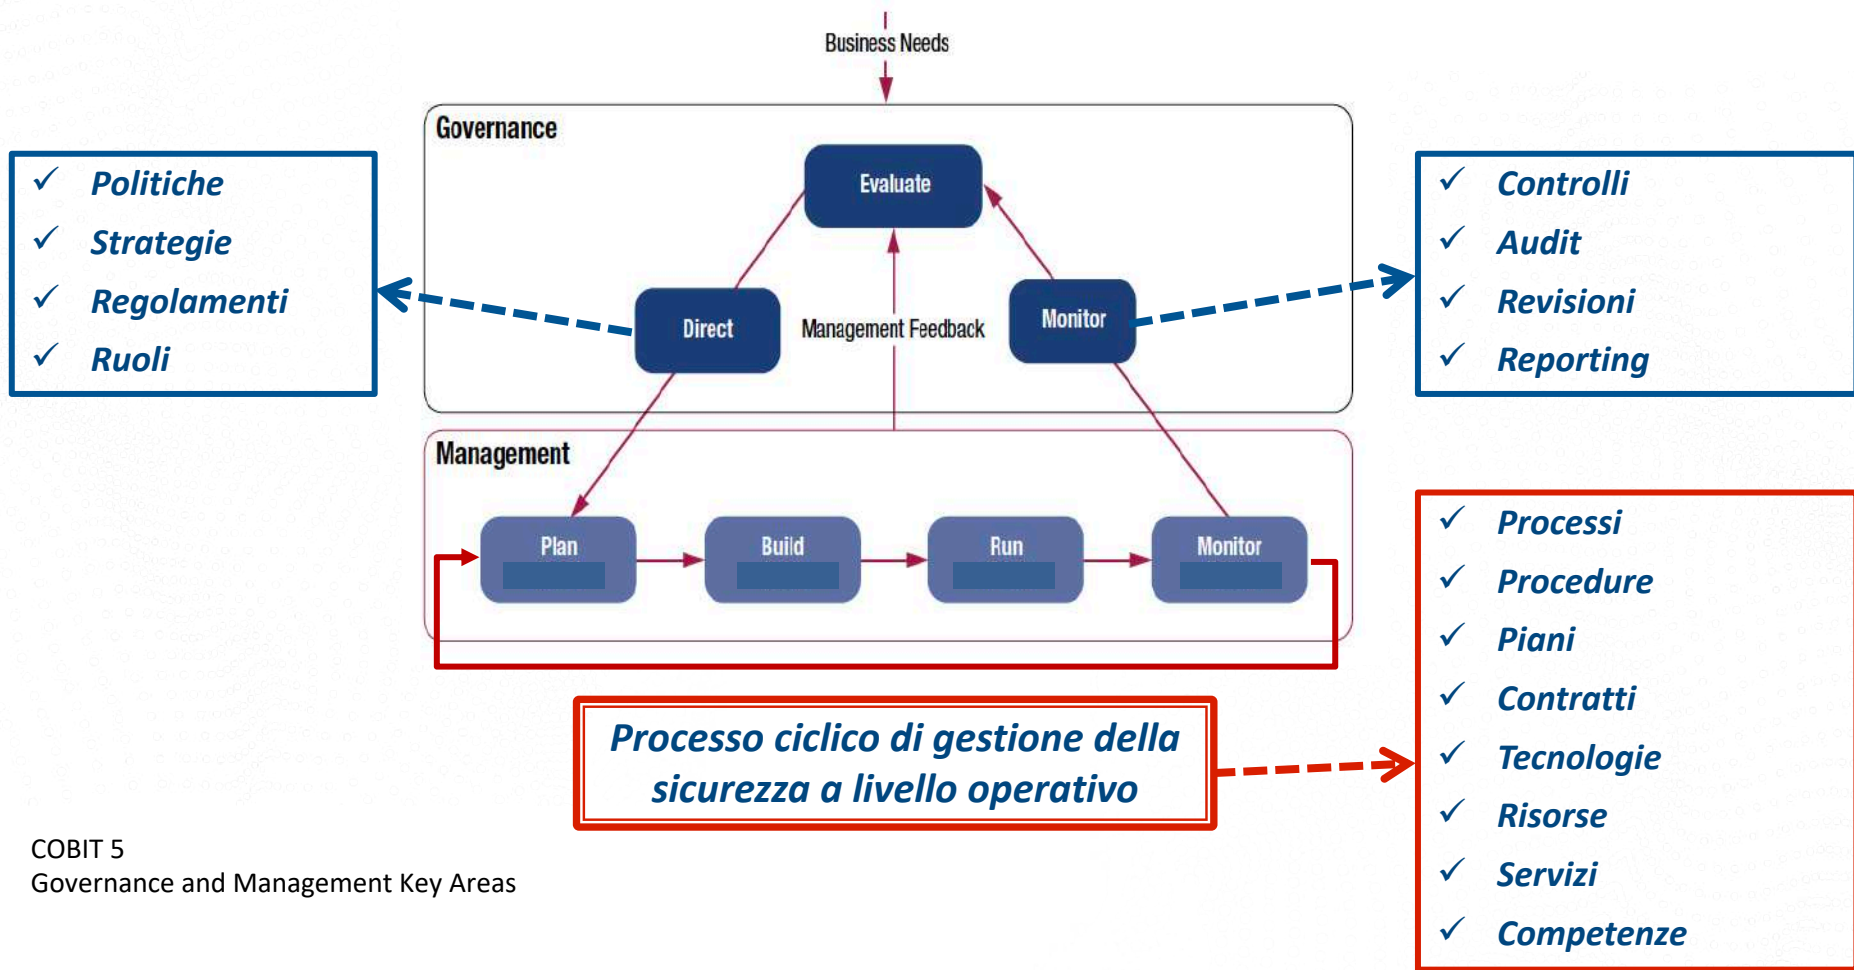 Business Needs
Governance
Evaluate
Direct
Management Feedback
Monitor
Politiche
Strategie
Regolamenti
Ruoli
Controlli
Audit
Revisioni
Reporting
Management
Plan
Build
Run
Monitor
Processo ciclico di gestione della
sicurezza a livello operativo
Processi
Procedure
Piani
Contratti
Tecnologie
Risorse
Servizi
Competenze
COBIT 5
Governance and Management Key Areas